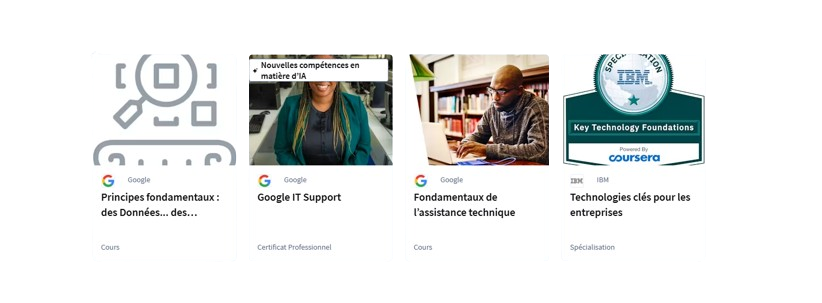 Nouvelles compétences en
matière d'IA
SPECIALIZATION
IBM
Key Technology Foundations
Powered By
coursera
Google
Principes fondamentaux :
des Données... des...
Cours
Google
Google IT Support
Certificat Professionnel
Google
Fondamentaux de
l'assistance technique
Cours
IBM
IBM
Technologies clés pour les
entreprises
Spécialisation